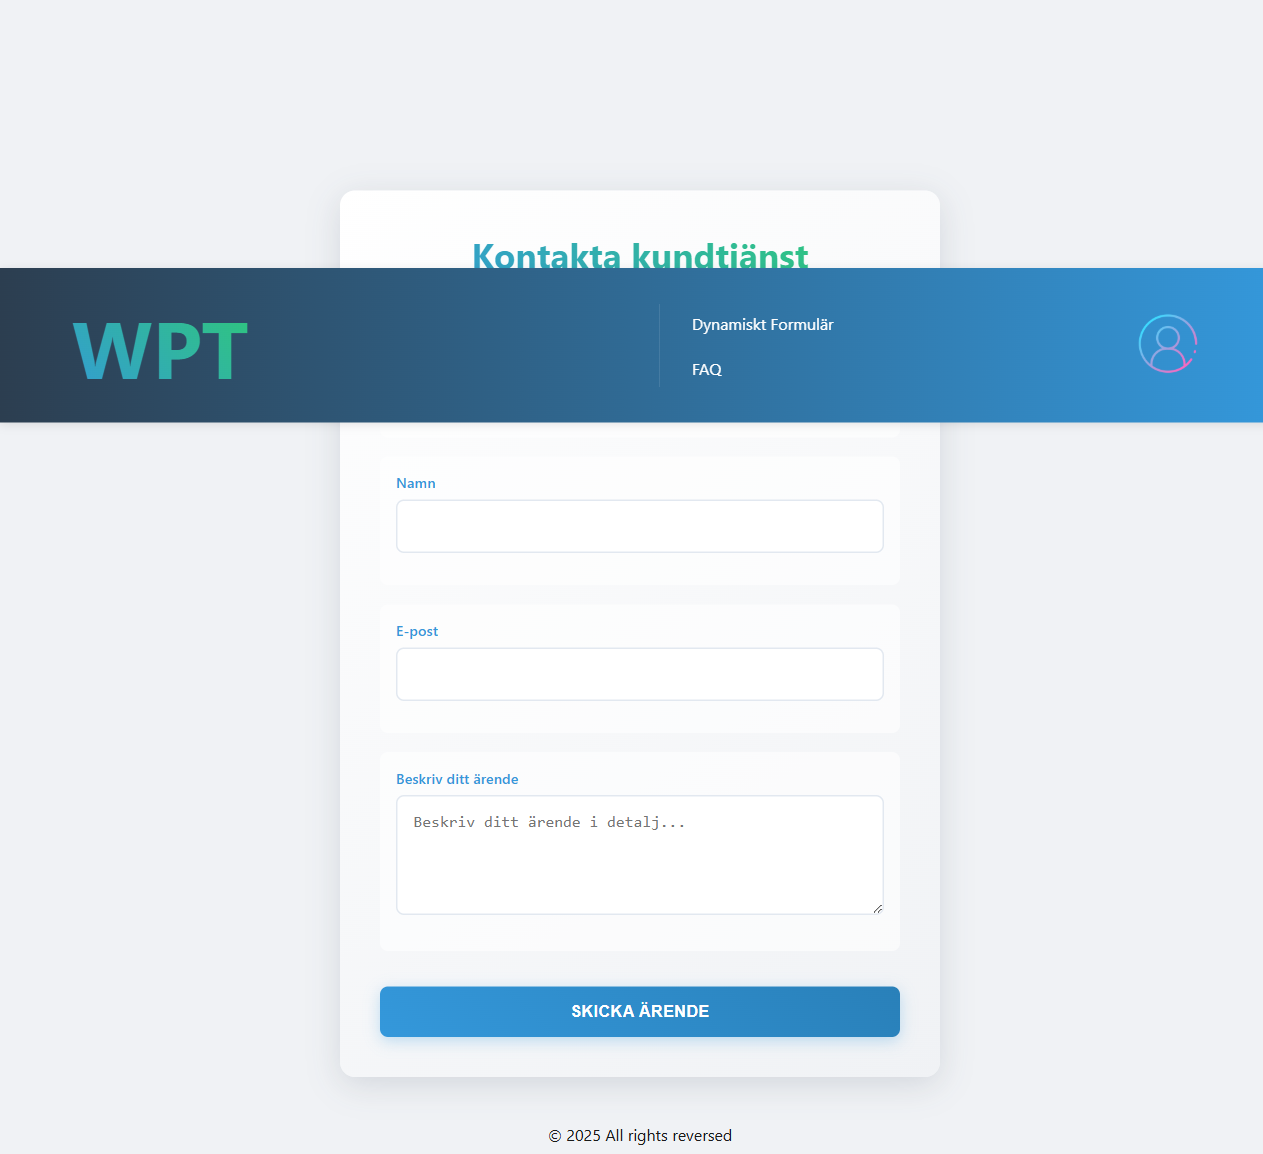 Kontakta kundtjänst
WPT
Dynamiskt Formulär
FAQ
Namn
E-post
Beskriv ditt ärende
Beskriv ditt ärende i detalj...
SKICKA ÄRENDE
© 2025 All rights reversed